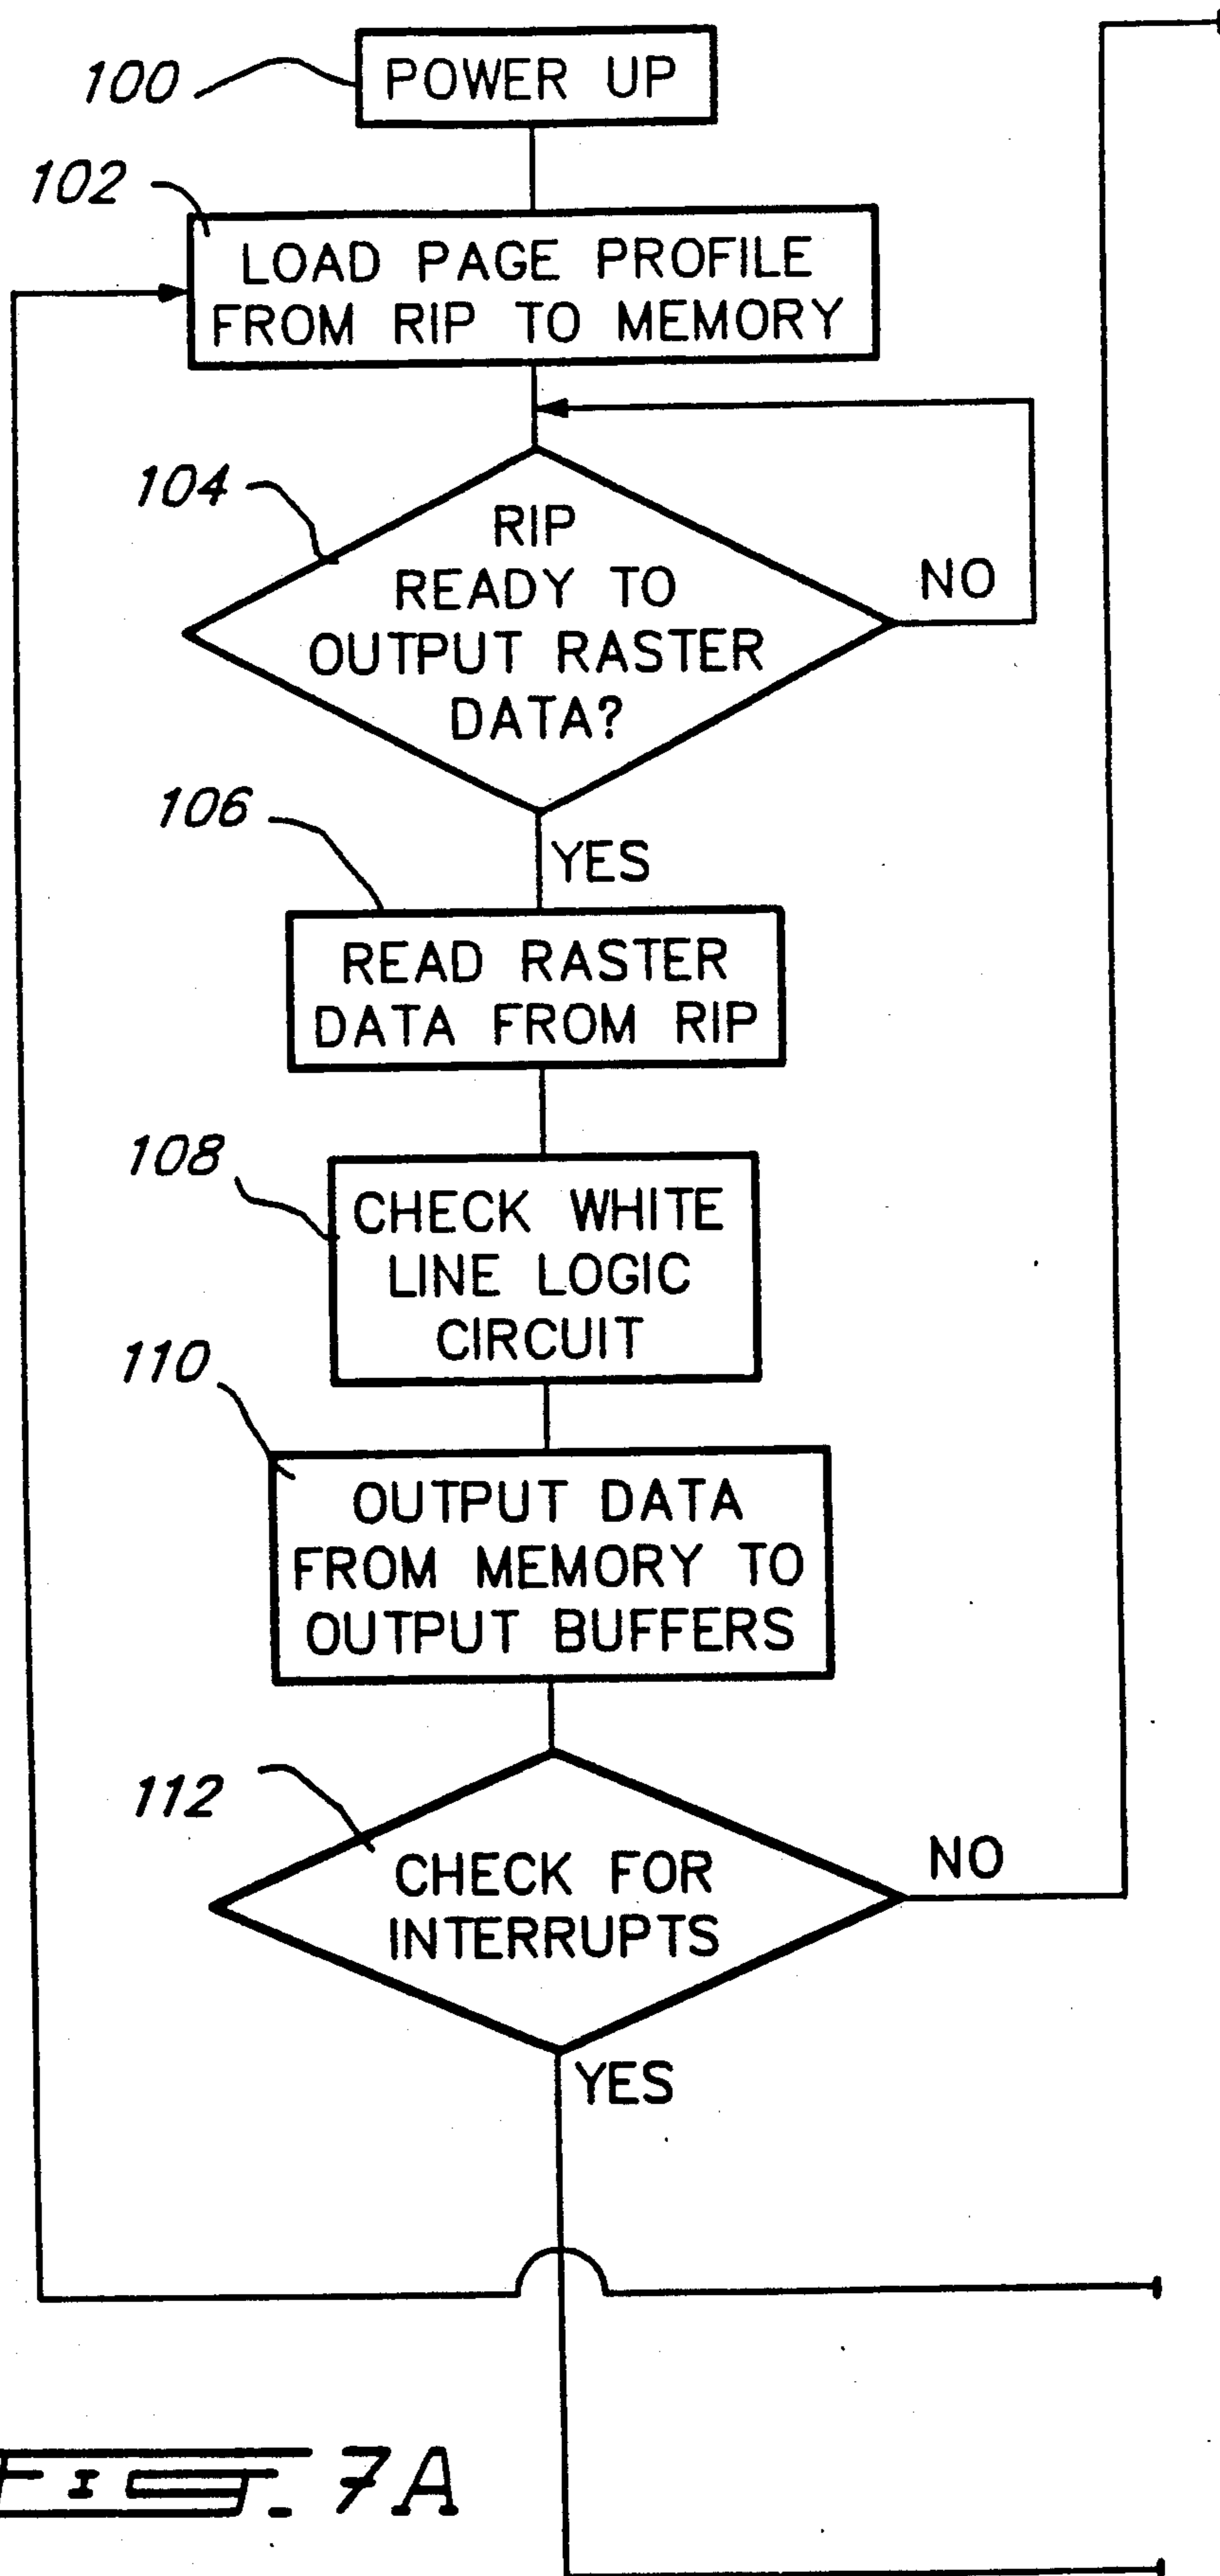 100
POWER UP
102
LOAD PAGE PROFILE
FROM RIP TO MEMORY
104
RIP
READY TO
OUTPUT RASTER
DATA?
NO
YES
106
READ RASTER
DATA FROM RIP
108
CHECK WHITE
LINE LOGIC
CIRCUIT
110
OUTPUT DATA
FROM MEMORY TO
OUTPUT BUFFERS
112
CHECK FOR
INTERRUPTS
NO
YES
FIG. 7A